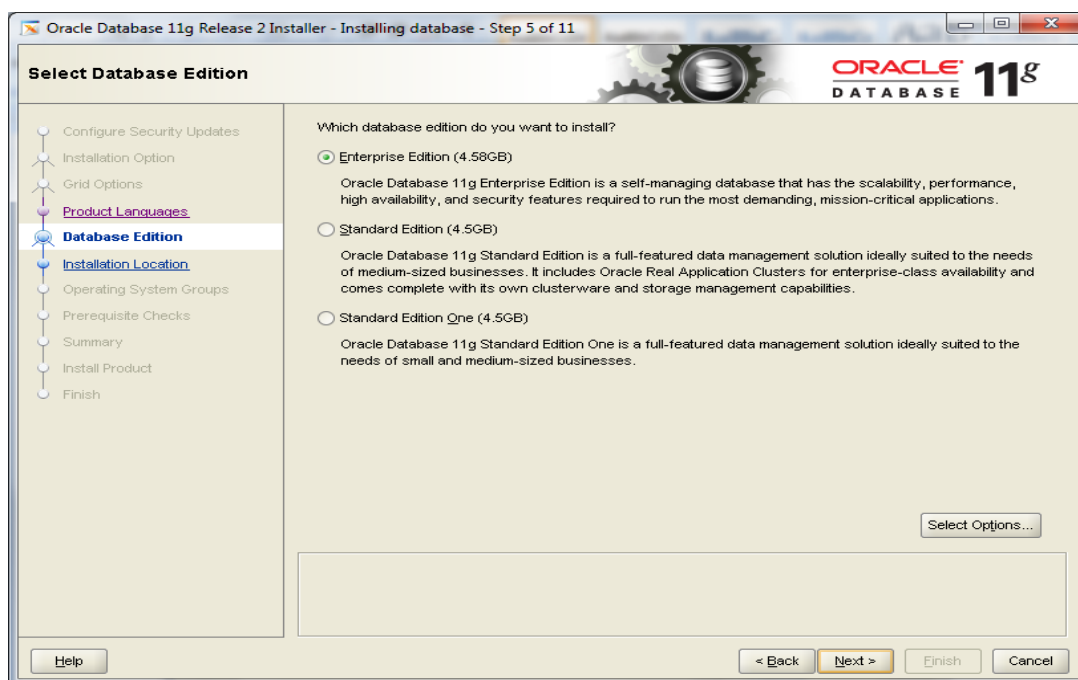 Oracle Database 11g Release 2 Installer - Installing database - Step 5 of 11
Select Database Edition
ORACLE
DATABASE 11g
Configure Security Updates
Installation Option
Grid Options
Product Languages
Database Edition
Installation Location
Operating System Groups
Prerequisite Checks
Summary
Install Product
Finish
Which database edition do you want to install?
Enterprise Edition (4.58GB)
Oracle Database 11g Enterprise Edition is a self-managing database that has the scalability, performance,
high availability, and security features required to run the most demanding, mission-critical applications.
Standard Edition (4.5GB)
Oracle Database 11g Standard Edition is a full-featured data management solution ideally suited to the needs
of medium-sized businesses. It includes Oracle Real Application Clusters for enterprise-class availability and
comes complete with its own clusterware and storage management capabilities.
Standard Edition One (4.5GB)
Oracle Database 11g Standard Edition One is a full-featured data management solution ideally suited to the
needs of small and medium-sized businesses.
Select Options...
Help
< Back
Next >
Finish
Cancel